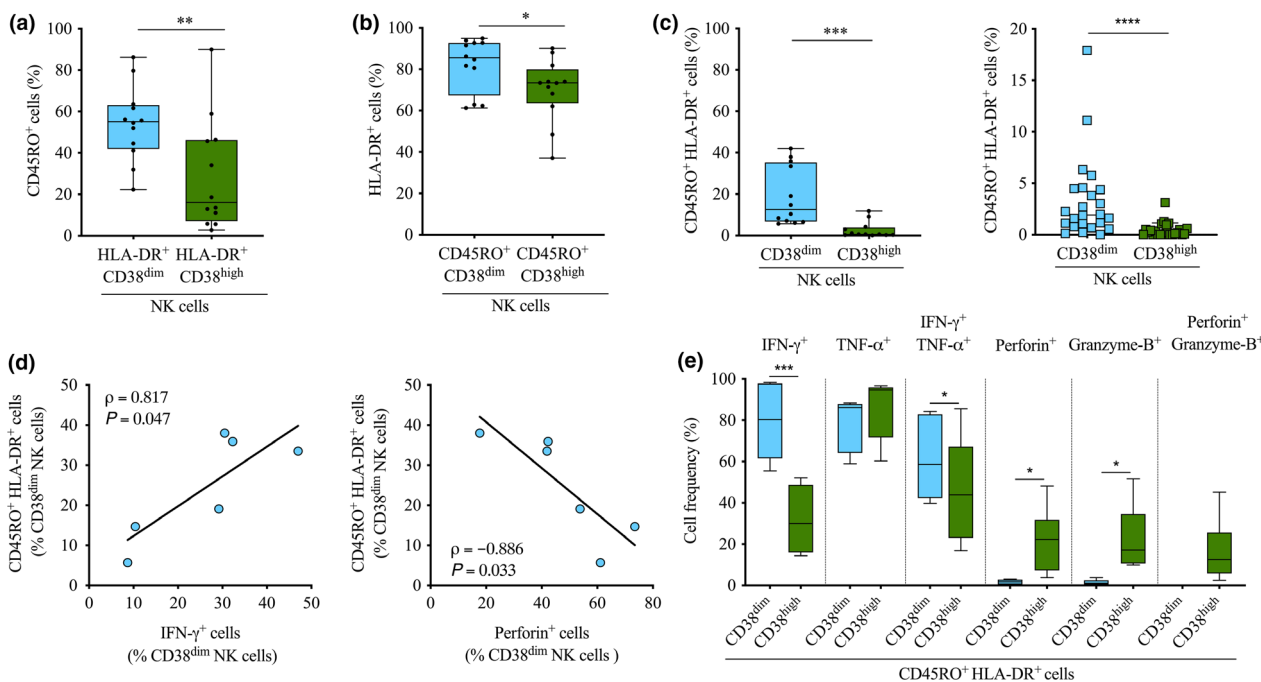 (a)
**
100
80
60
40
20
0
CD45RO+ cells (%)
HLA-DR+ HLA-DR+
CD38dim CD38high
NK cells
(b)
*
100
80
60
40
20
0
HLA-DR+ cells (%)
CD45RO+ CD45RO+
CD38dim CD38high
NK cells
(c)
***
100
80
60
40
20
0
CD45RO+ HLA-DR+ cells (%)
CD38dim CD38high
NK cells
****
20
15
10
5
0
CD45RO+ HLA-DR+ cells (%)
CD38dim CD38high
NK cells
(d)
50
40
30
20
10
0
CD45RO+ HLA-DR+ cells
(% CD38dim NK cells)
ρ = 0.817
P = 0.047
0 10 20 30 40 50
IFN-γ+ cells
(% CD38dim NK cells)
50
40
30
20
10
0
CD45RO+ HLA-DR+ cells
(% CD38dim NK cells)
ρ = −0.886
P = 0.033
0 20 40 60 80
Perforin+ cells
(% CD38dim NK cells )
(e)
IFN-γ+
TNF-α+
IFN-γ+
TNF-α+
Perforin+
Granzyme-B+
Perforin+
Granzyme-B+
***
*
*
*
100
80
60
40
20
0
Cell frequency (%)
CD38dim
CD38high
CD38dim
CD38high
CD38dim
CD38high
CD38dim
CD38high
CD38dim
CD38high
CD38dim
CD38high
CD45RO+ HLA-DR+ cells